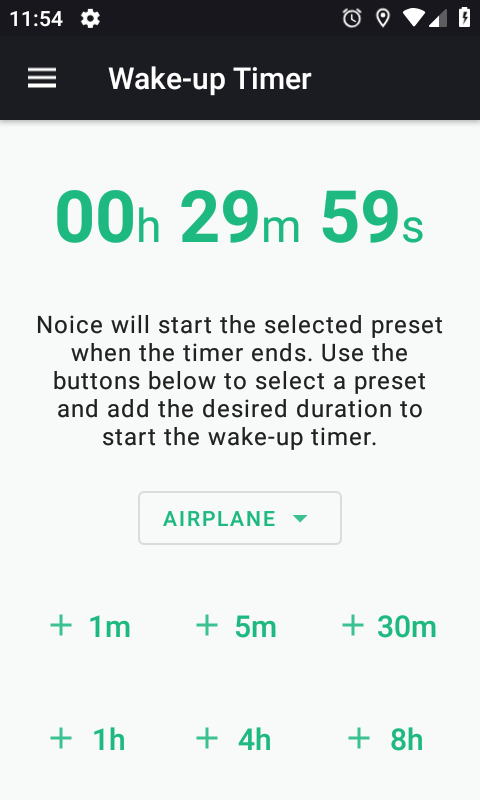 11:54
Wake-up Timer
00h 29m 59s
Noice will start the selected preset
when the timer ends. Use the
buttons below to select a preset
and add the desired duration to
start the wake-up timer.
AIRPLANE
+ 1m + 5m + 30m
+ 1h + 4h + 8h